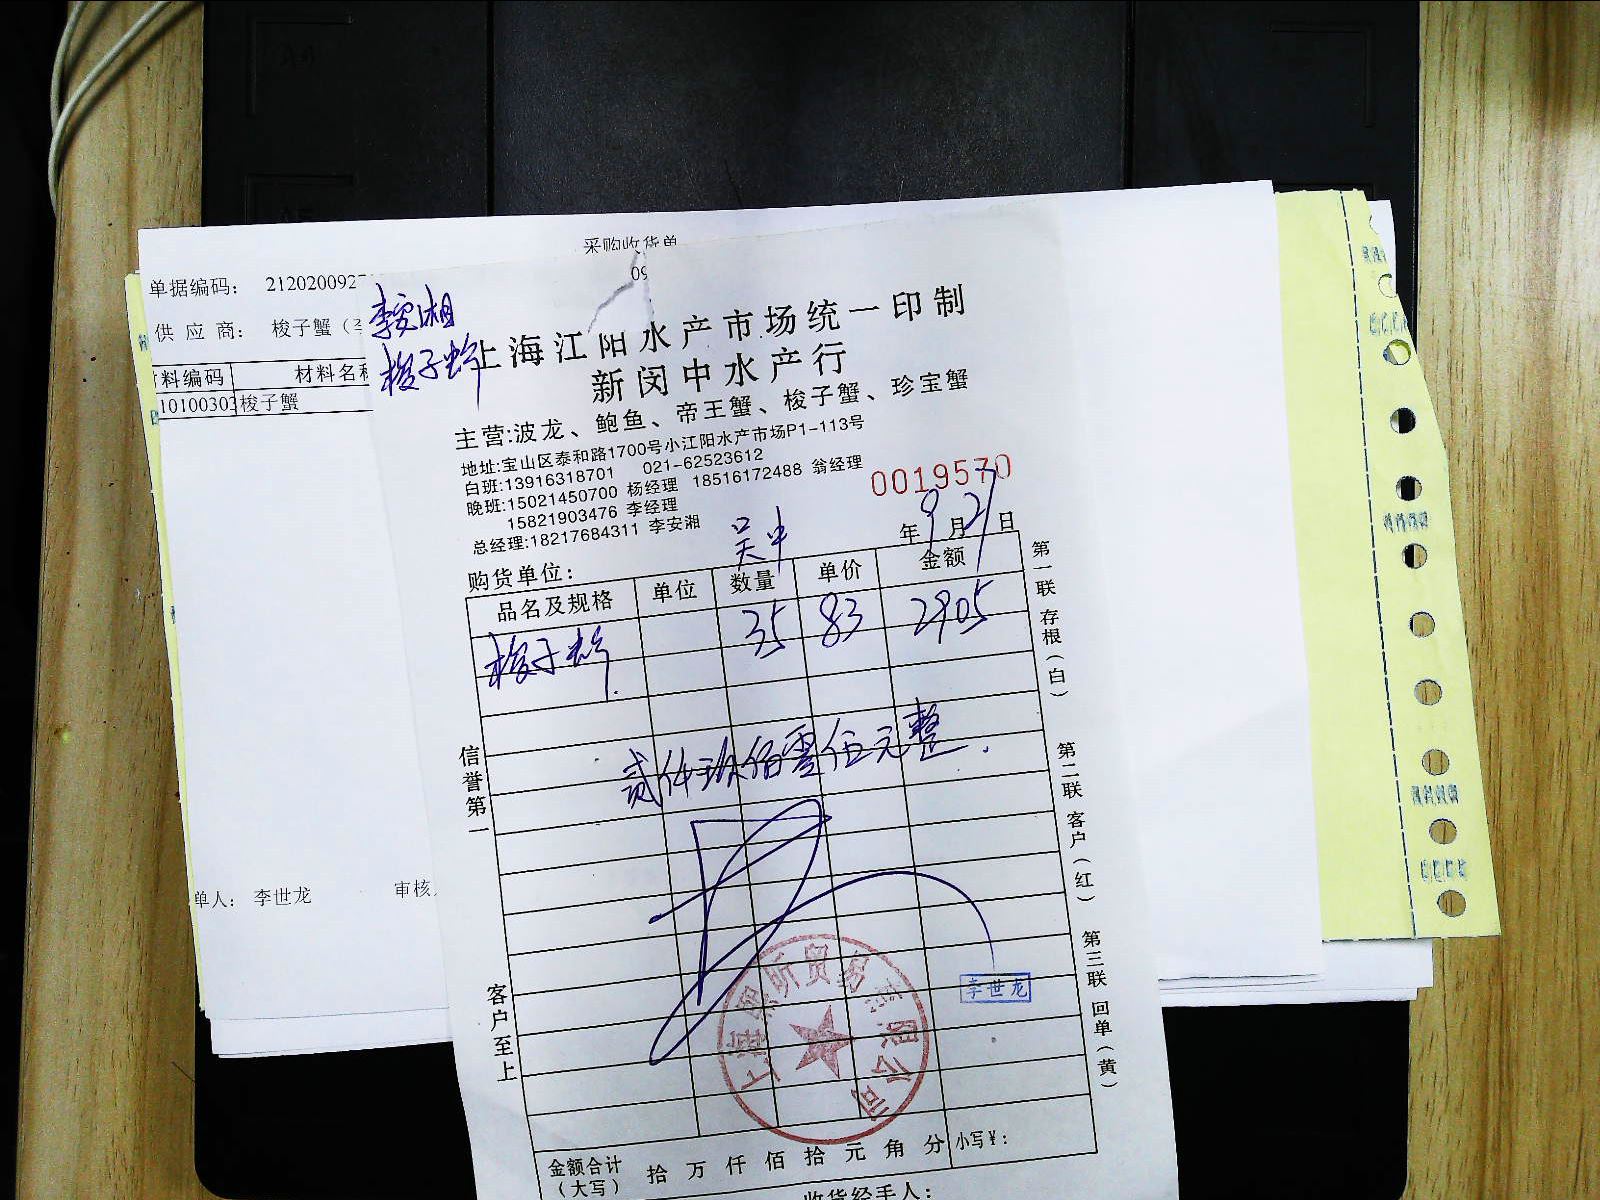 采购收货单
单据编码： 2120200927
09
供 应 商： 梭子蟹（李
李安湘
梭子蟹
材料编码 材料名称
10100303 梭子蟹
上海江阳水产市场统一印制
新闵中水产行
主营:波龙、鲍鱼、帝王蟹、梭子蟹、珍宝蟹
地址:宝山区泰和路1700号小江阳水产市场P1-113号
白班:13916318701 021-62523612
晚班:15021450700 杨经理 18516172488 翁经理
15821903476 李经理
总经理:18217684311 李安湘
0019570
购货单位： 吴中 年 9 月 27 日
品名及规格 单位 数量 单价 金额
梭子蟹 35 83 2905
贰仟玖佰零伍元整
信誉第一
客户至上
第一联 存根（白）
第二联 客户（红）
第三联 回单（黄）
李世龙
单人： 李世龙 审核
金额合计（大写） 拾 万 仟 佰 拾 元 角 分 小写¥：
收货经手人：